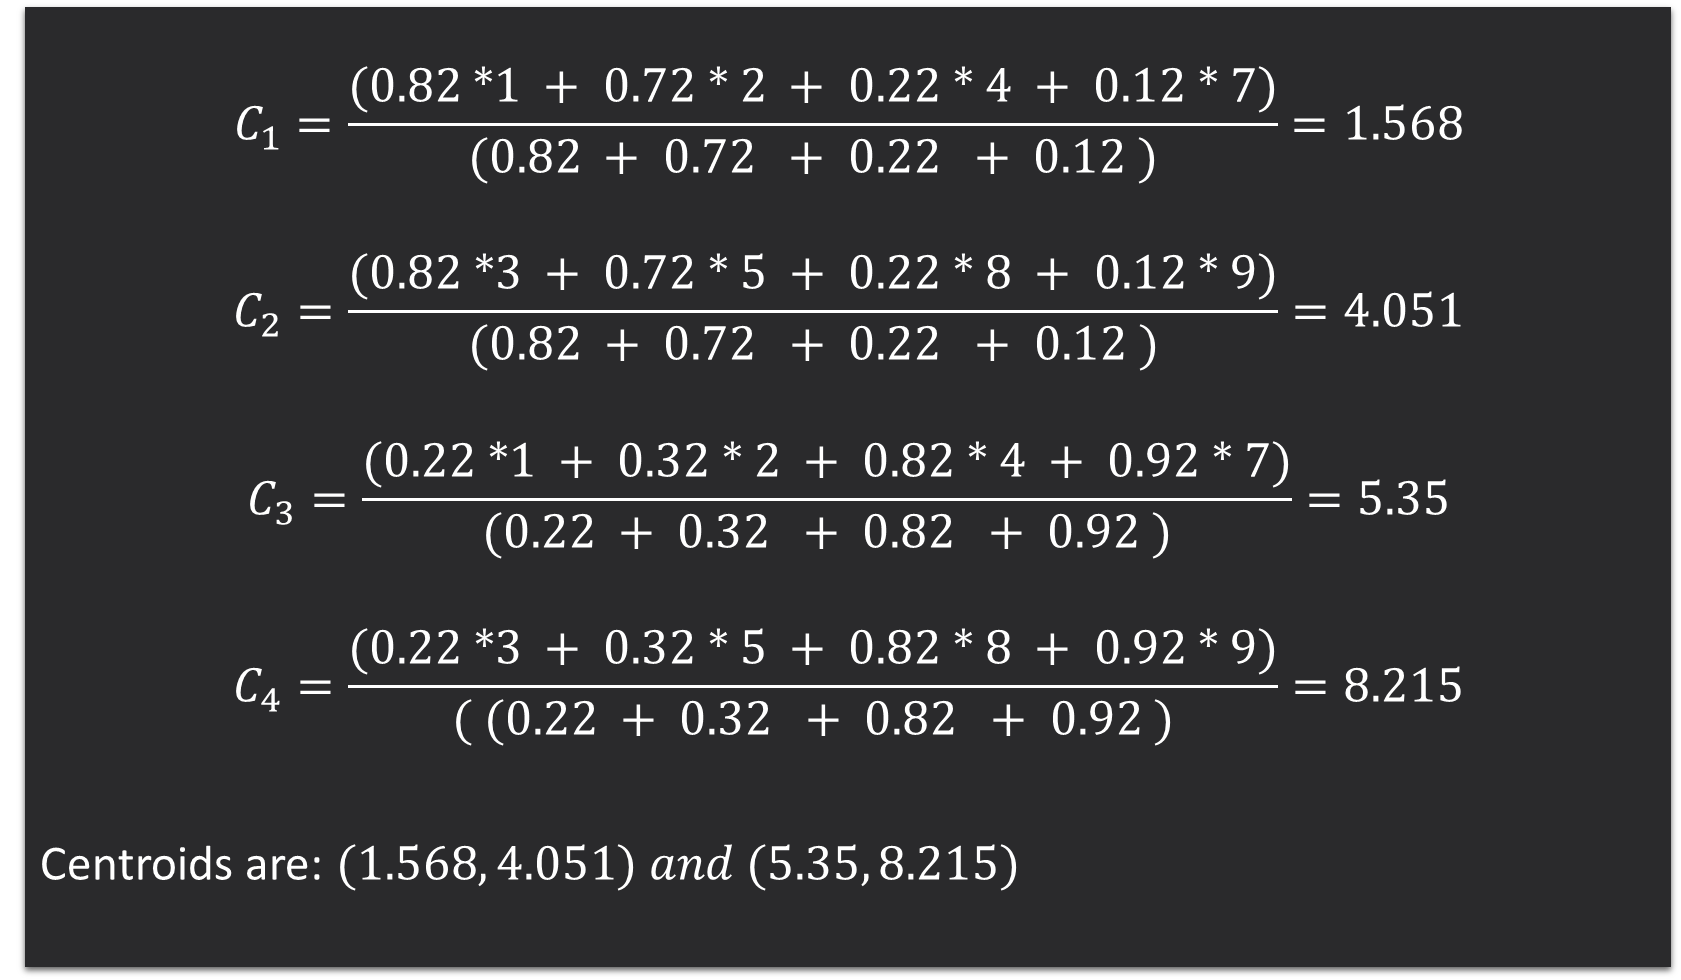 (0.82 *1 + 0.72 * 2 + 0.22 * 4 + 0.12 * 7)
C₁ = = 1.568
(0.82 + 0.72 + 0.22 + 0.12 )
(0.82 *3 + 0.72 * 5 + 0.22 * 8 + 0.12 * 9)
C₂ = = 4.051
(0.82 + 0.72 + 0.22 + 0.12 )
(0.22 *1 + 0.32 * 2 + 0.82 * 4 + 0.92 * 7)
C₃ = = 5.35
(0.22 + 0.32 + 0.82 + 0.92 )
(0.22 *3 + 0.32 * 5 + 0.82 * 8 + 0.92 * 9)
C₄ = = 8.215
( (0.22 + 0.32 + 0.82 + 0.92 )
Centroids are: (1.568, 4.051) and (5.35, 8.215)